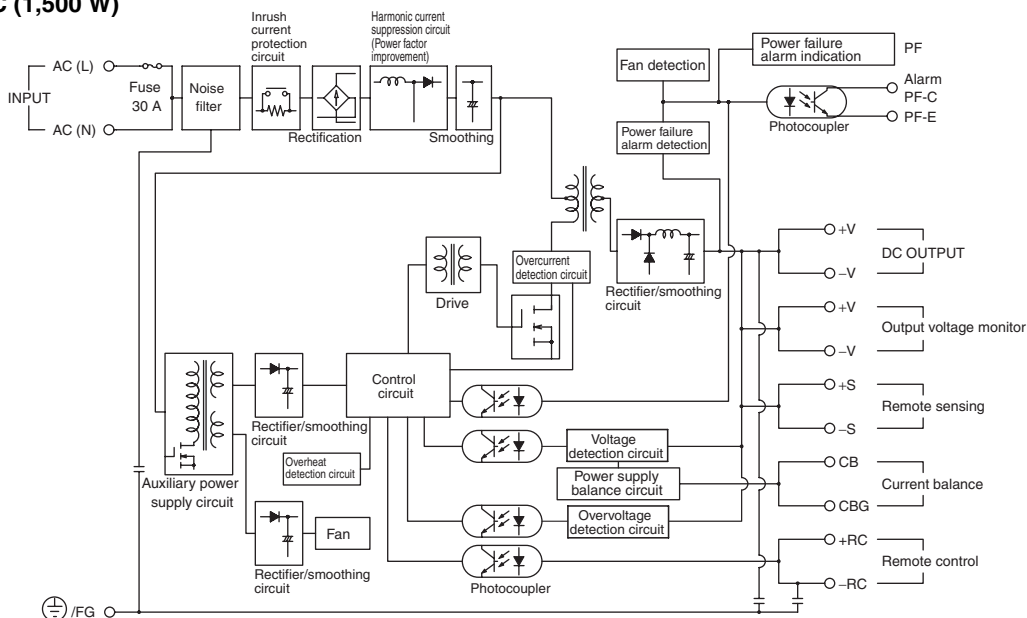 C (1,500 W)
Inrush
current
protection
circuit
Harmonic current
suppression circuit
(Power factor
improvement)
Fan detection
Power failure
alarm indication
PF
AC (L)
INPUT
AC (N)
Fuse
30 A
Noise
filter
Rectification
Smoothing
Alarm
PF-C
PF-E
Photocoupler
Power failure
alarm detection
Overcurrent
detection circuit
Drive
Rectifier/smoothing
circuit
+V
DC OUTPUT
−V
+V
Output voltage monitor
−V
Control
circuit
Rectifier/smoothing
circuit
+S
Remote sensing
−S
Voltage
detection circuit
Power supply
balance circuit
Overheat
detection circuit
Auxiliary power
supply circuit
CB
Current balance
CBG
Overvoltage
detection circuit
Fan
Rectifier/smoothing
circuit
Photocoupler
+RC
Remote control
−RC
/FG